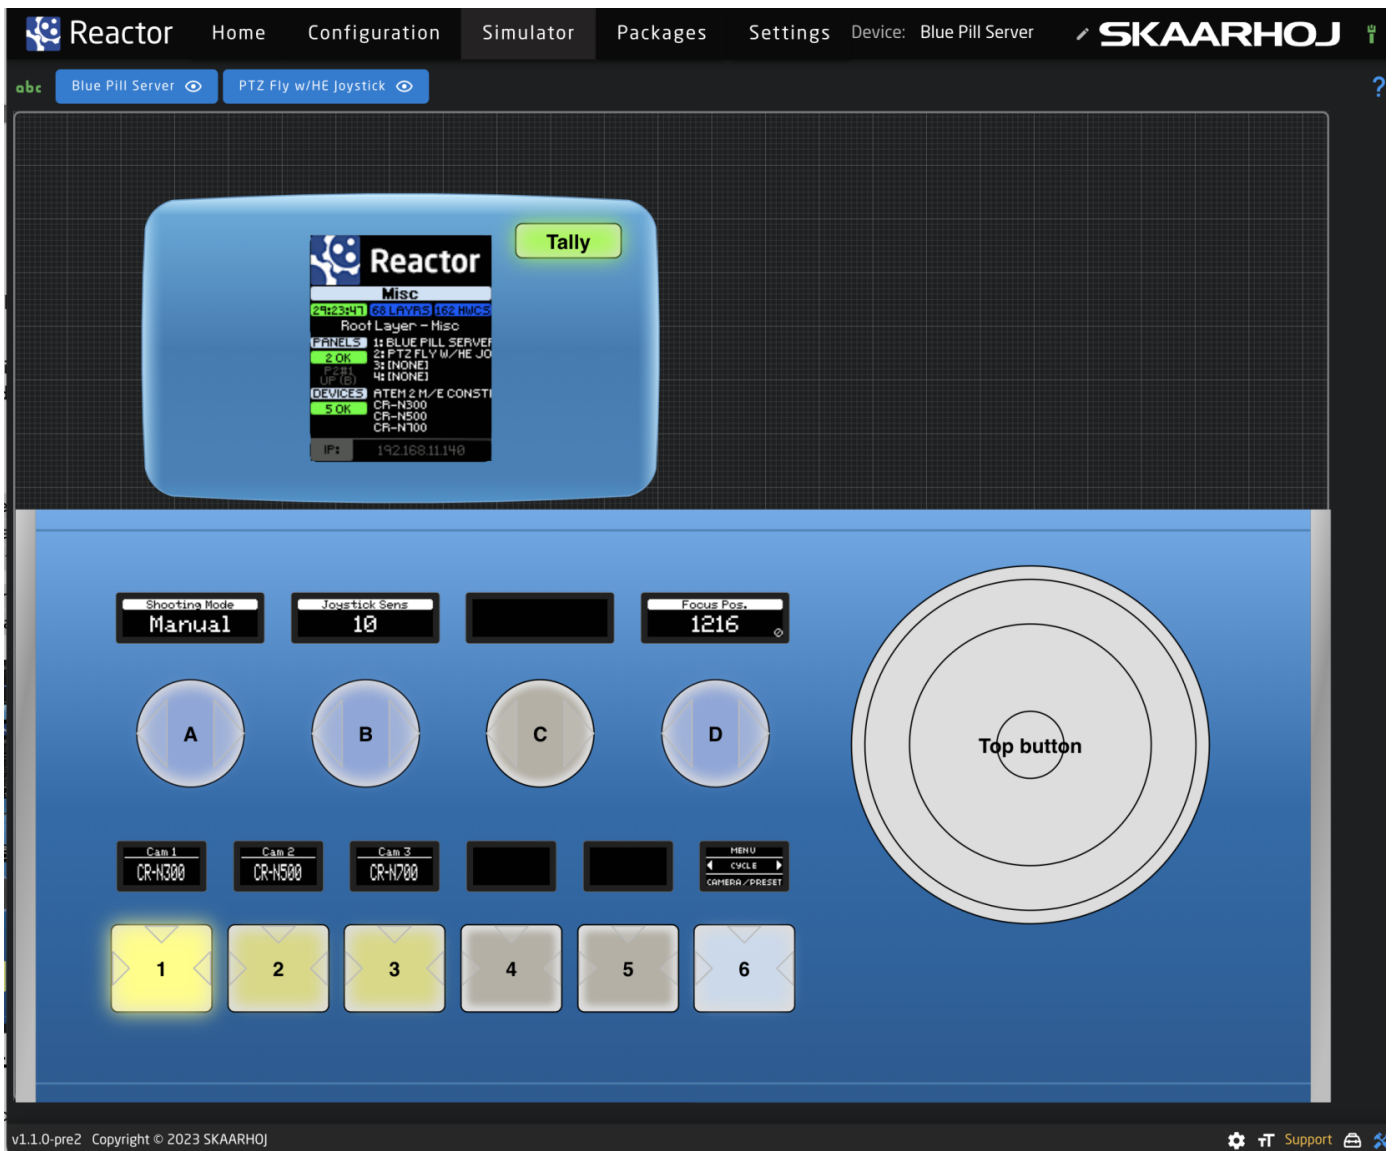 Reactor Home Configuration Simulator Packages Settings Device: Blue Pill Server SKAARHOJ
abc Blue Pill Server PTZ Fly w/HE Joystick ?
Tally
Reactor
Misc
29:23:47 68 LAYRS 162 HWCS
Root Layer - Misc
PANELS 1: BLUE PILL SERVER
2 OK 2: PTZ FLY W/HE JO
P2#1 3: [NONE]
UP (B) 4: [NONE]
DEVICES ATEM 2 M/E CONSTI
5 OK CR-N300
CR-N500
CR-N700
IP: 192.168.11.140
Shooting Mode Joystick Sens Focus Pos.
Manual 10 1216
A B C D Top button
Cam 1 Cam 2 Cam 3 MENU
CR-N300 CR-N500 CR-N700 CYCLE
CAMERA/PRESET
1 2 3 4 5 6
v1.1.0-pre2 Copyright © 2023 SKAARHOJ TT Support